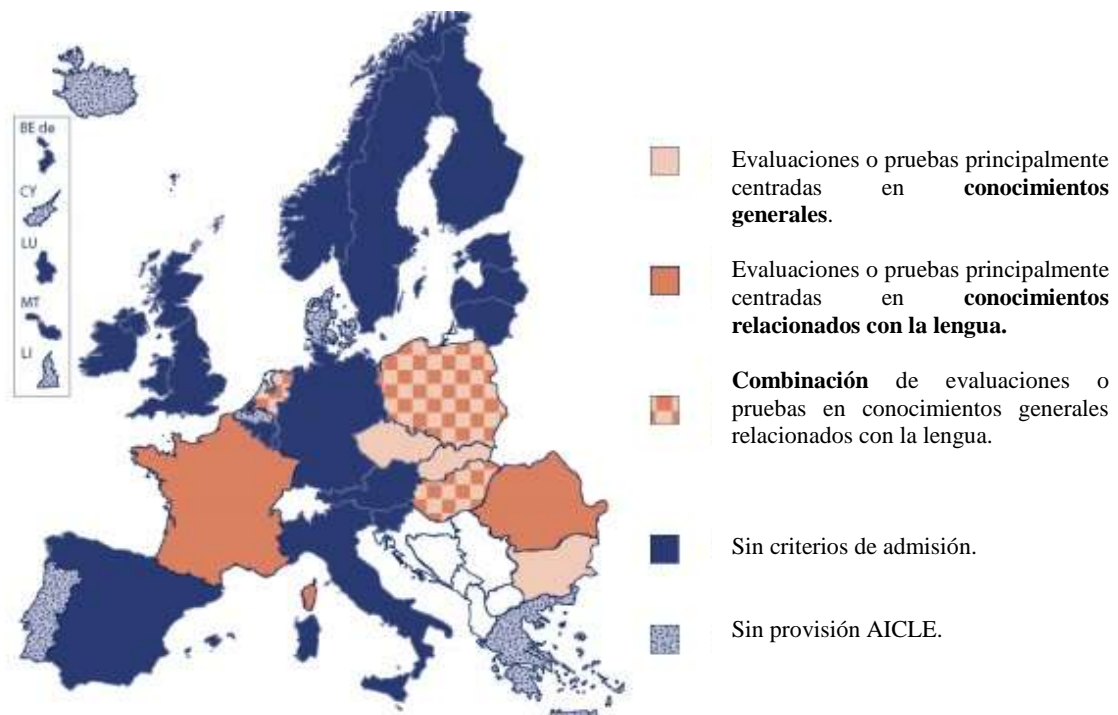 BE de
CY
LU
MT
LI
Evaluaciones o pruebas principalmente
centradas en conocimientos
generales.
Evaluaciones o pruebas principalmente
centradas en conocimientos
relacionados con la lengua.
Combinación de evaluaciones o
pruebas en conocimientos generales
relacionados con la lengua.
Sin criterios de admisión.
Sin provisión AICLE.